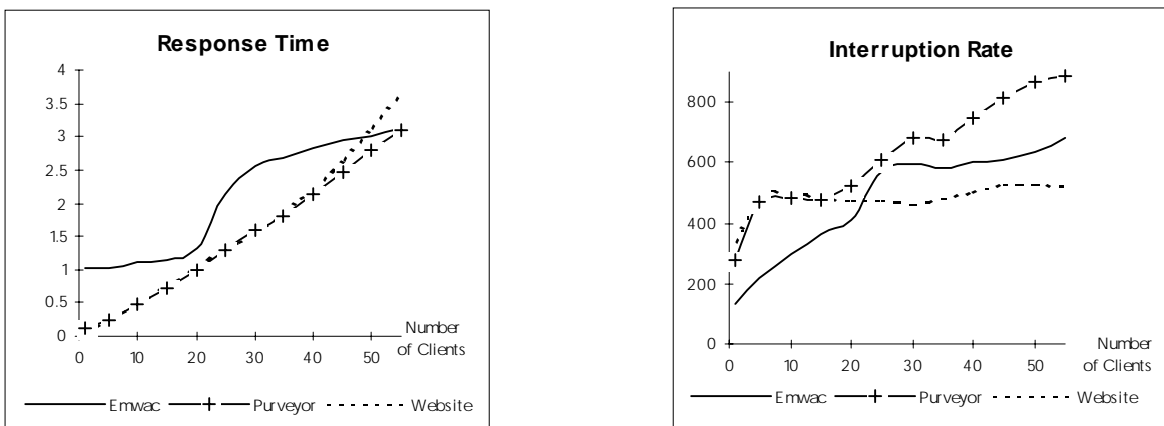 Response Time
4
3.5
3
2.5
2
1.5
1
0.5
0
0 10 20 30 40 50
Number
of Clients
Emwac Purveyor Website
Interruption Rate
800
600
400
200
0
0 10 20 30 40 50
Number
of Clients
Emwac Purveyor Website